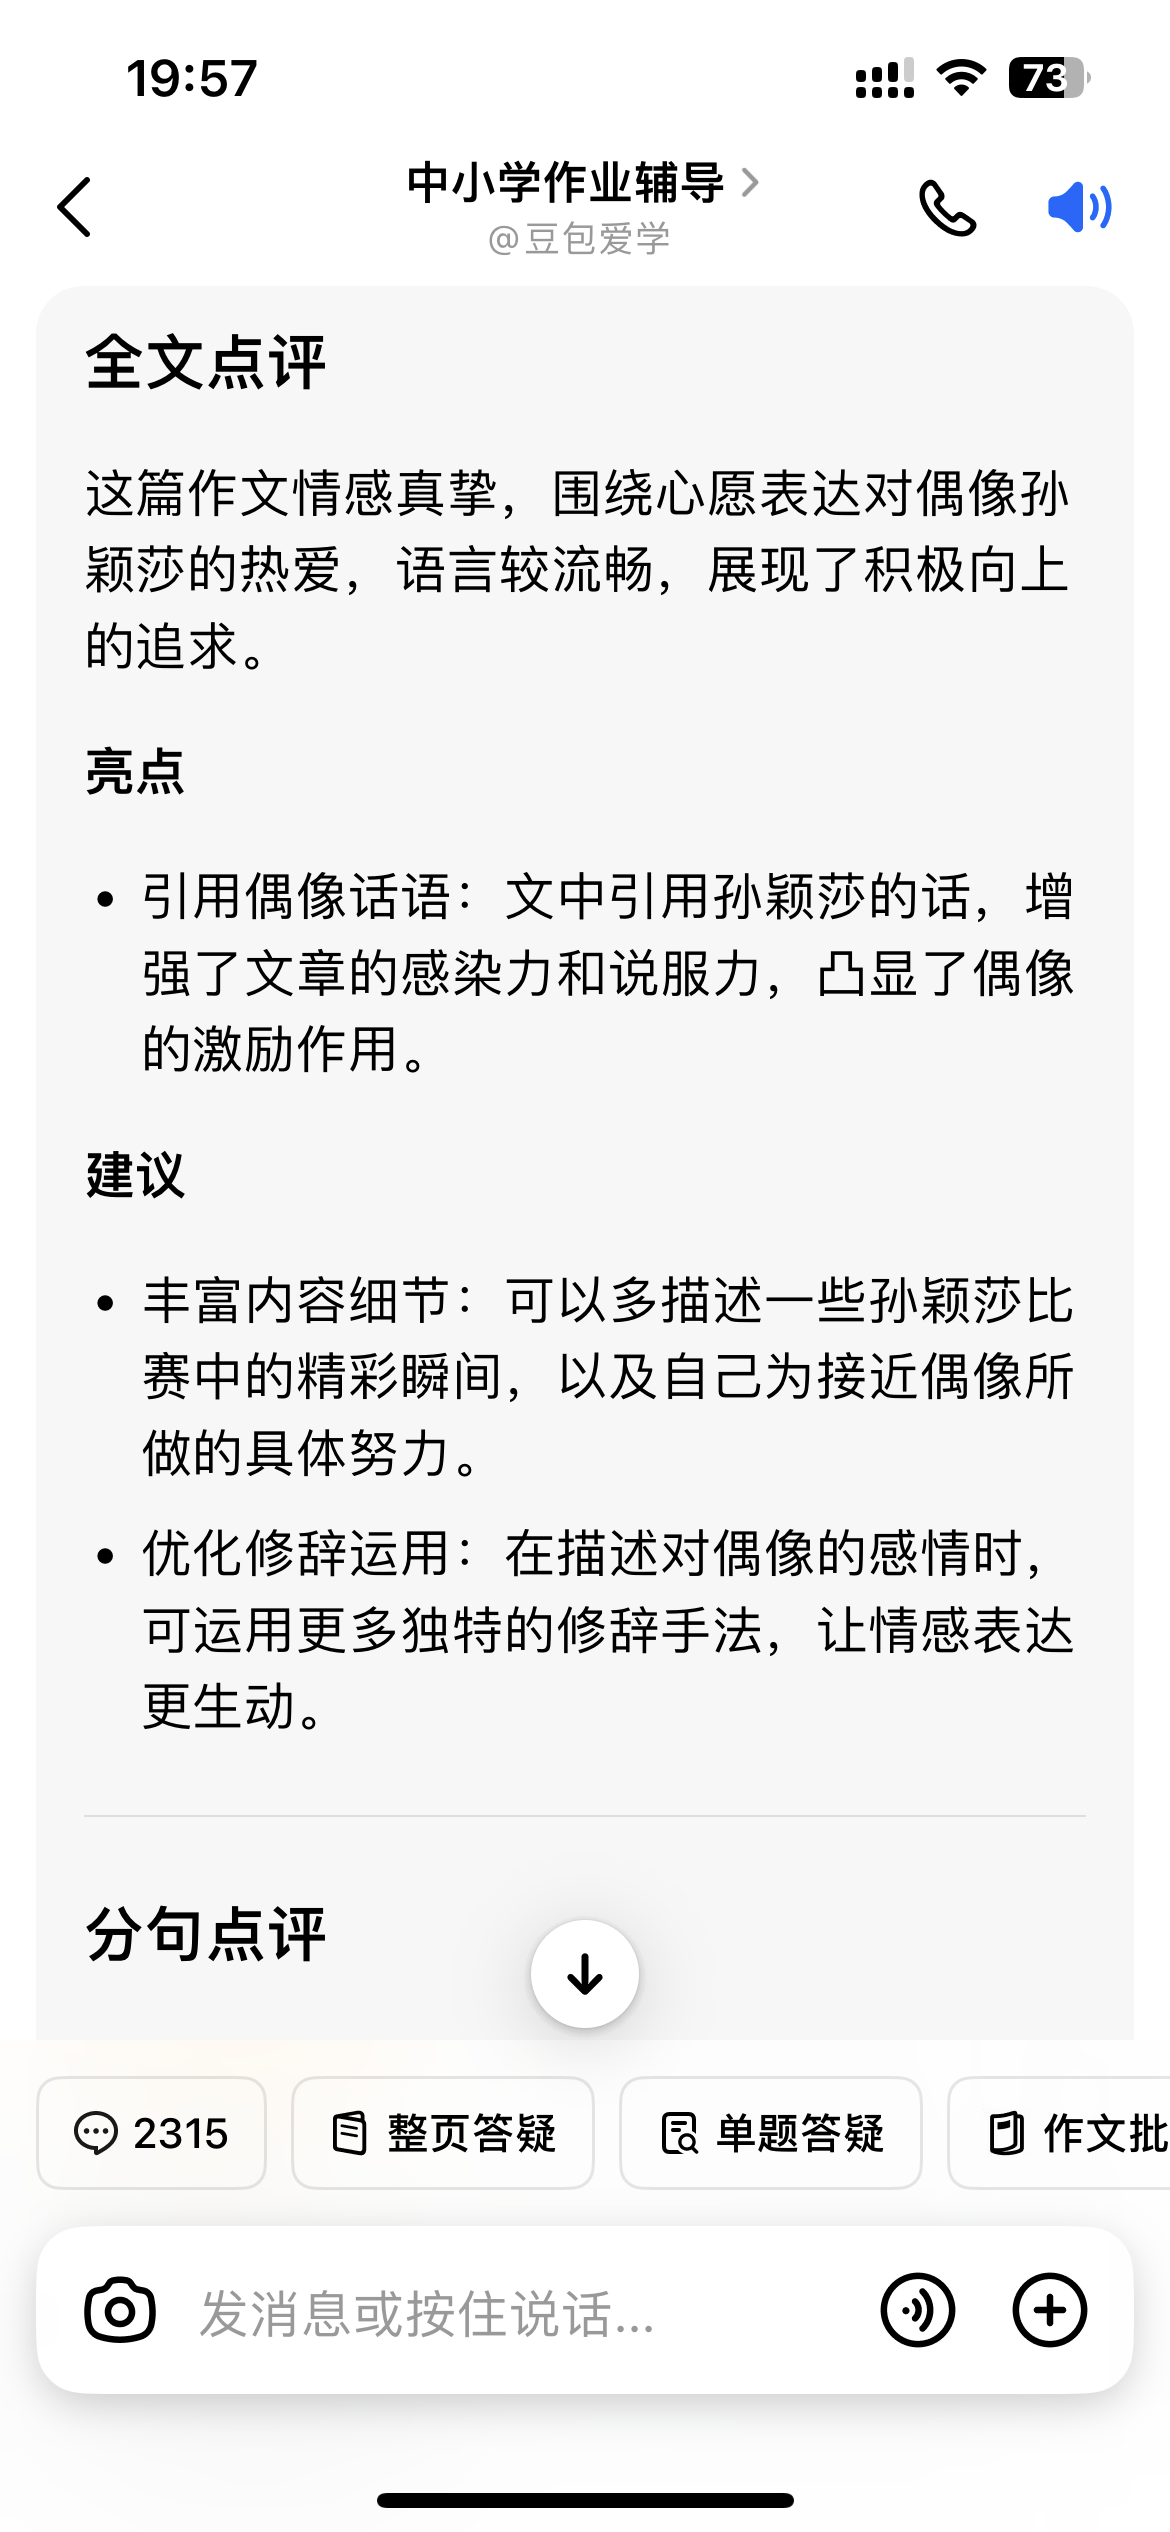 19:57
73
中小学作业辅导
@豆包爱学
全文点评
这篇作文情感真挚，围绕心愿表达对偶像孙
颖莎的热爱，语言较流畅，展现了积极向上
的追求。
亮点
• 引用偶像话语：文中引用孙颖莎的话，增
强了文章的感染力和说服力，凸显了偶像
的激励作用。
建议
• 丰富内容细节：可以多描述一些孙颖莎比
赛中的精彩瞬间，以及自己为接近偶像所
做的具体努力。
• 优化修辞运用：在描述对偶像的感情时，
可运用更多独特的修辞手法，让情感表达
更生动。
分句点评
2315
整页答疑
单题答疑
作文批
发消息或按住说话...